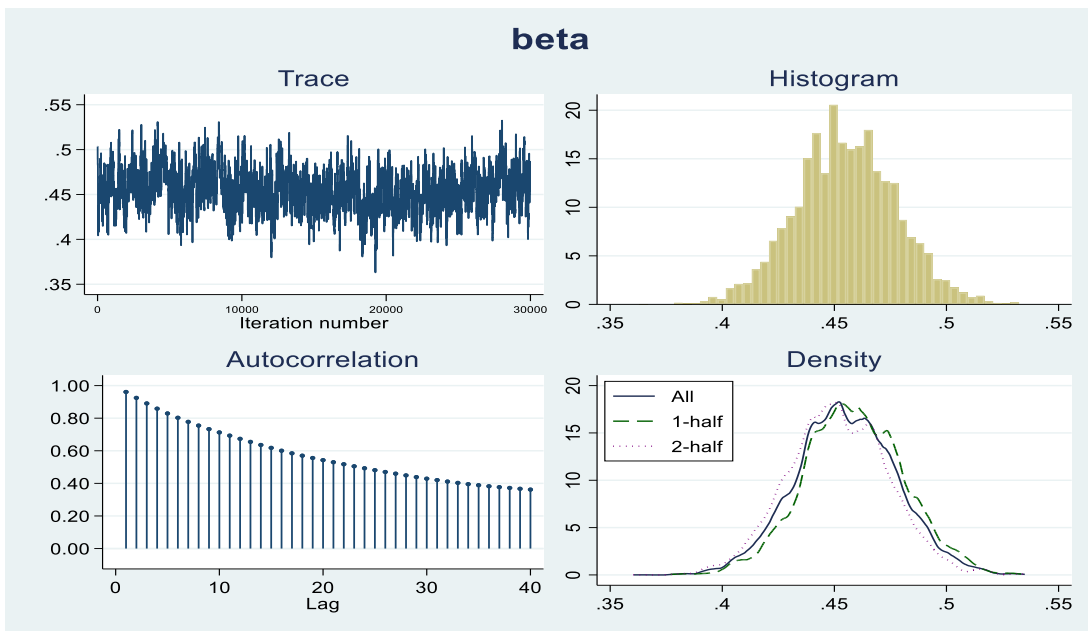 beta
Trace
.55
.5
.45
.4
.35
0 10000 20000 30000
Iteration number
Histogram
20
15
10
5
0
.35 .4 .45 .5 .55
Autocorrelation
1.00
0.80
0.60
0.40
0.20
0.00
0 10 20 30 40
Lag
Density
20
15
10
5
0
All
1-half
2-half
.35 .4 .45 .5 .55